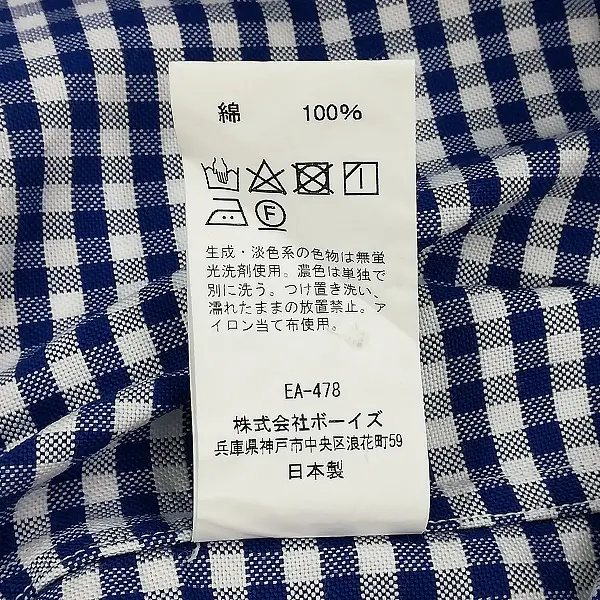 綿 100%
F
生成・淡色系の色物は無蛍
光洗剤使用。濃色は単独で
別に洗う。つけ置き洗い、
濡れたままの放置禁止。ア
イロン当て布使用。
EA-478
株式会社ボーイズ
兵庫県神戸市中央区浪花町59
日本製